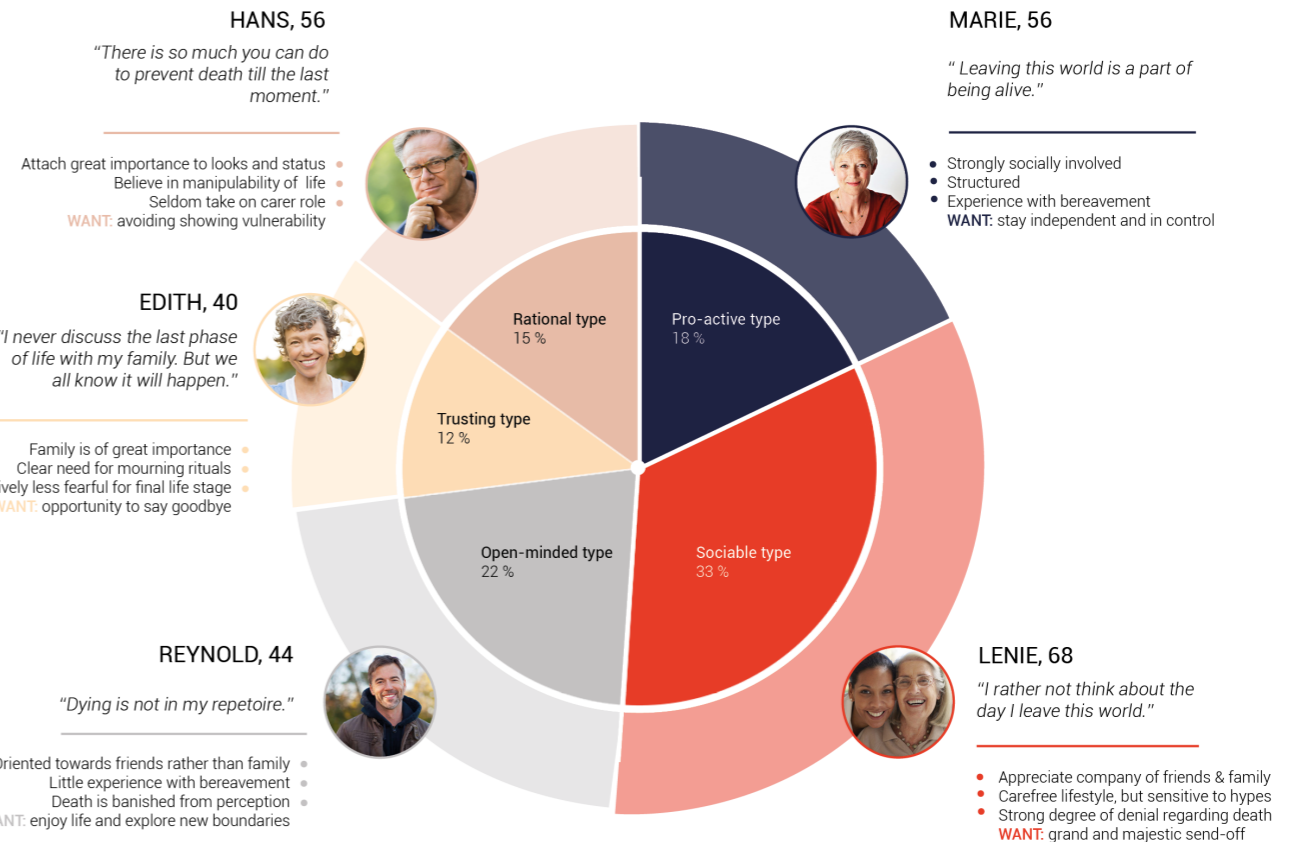 HANS, 56
"There is so much you can do
to prevent death till the last
moment."
Attach great importance to looks and status
Believe in manipulability of life
Seldom take on carer role
WANT: avoiding showing vulnerability
MARIE, 56
" Leaving this world is a part of
being alive."
Strongly socially involved
Structured
Experience with bereavement
WANT: stay independent and in control
EDITH, 40
"I never discuss the last phase
of life with my family. But we
all know it will happen."
Family is of great importance
Clear need for mourning rituals
less fearful for final life stage
WANT: opportunity to say goodbye
Rational type
15 %
Pro-active type
18 %
Trusting type
12 %
Open-minded type
22 %
Sociable type
33 %
REYNOLD, 44
"Dying is not in my repetoire."
Oriented towards friends rather than family
Little experience with bereavement
Death is banished from perception
enjoy life and explore new boundaries
LENIE, 68
"I rather not think about the
day I leave this world."
Appreciate company of friends & family
Carefree lifestyle, but sensitive to hypes
Strong degree of denial regarding death
WANT: grand and majestic send-off